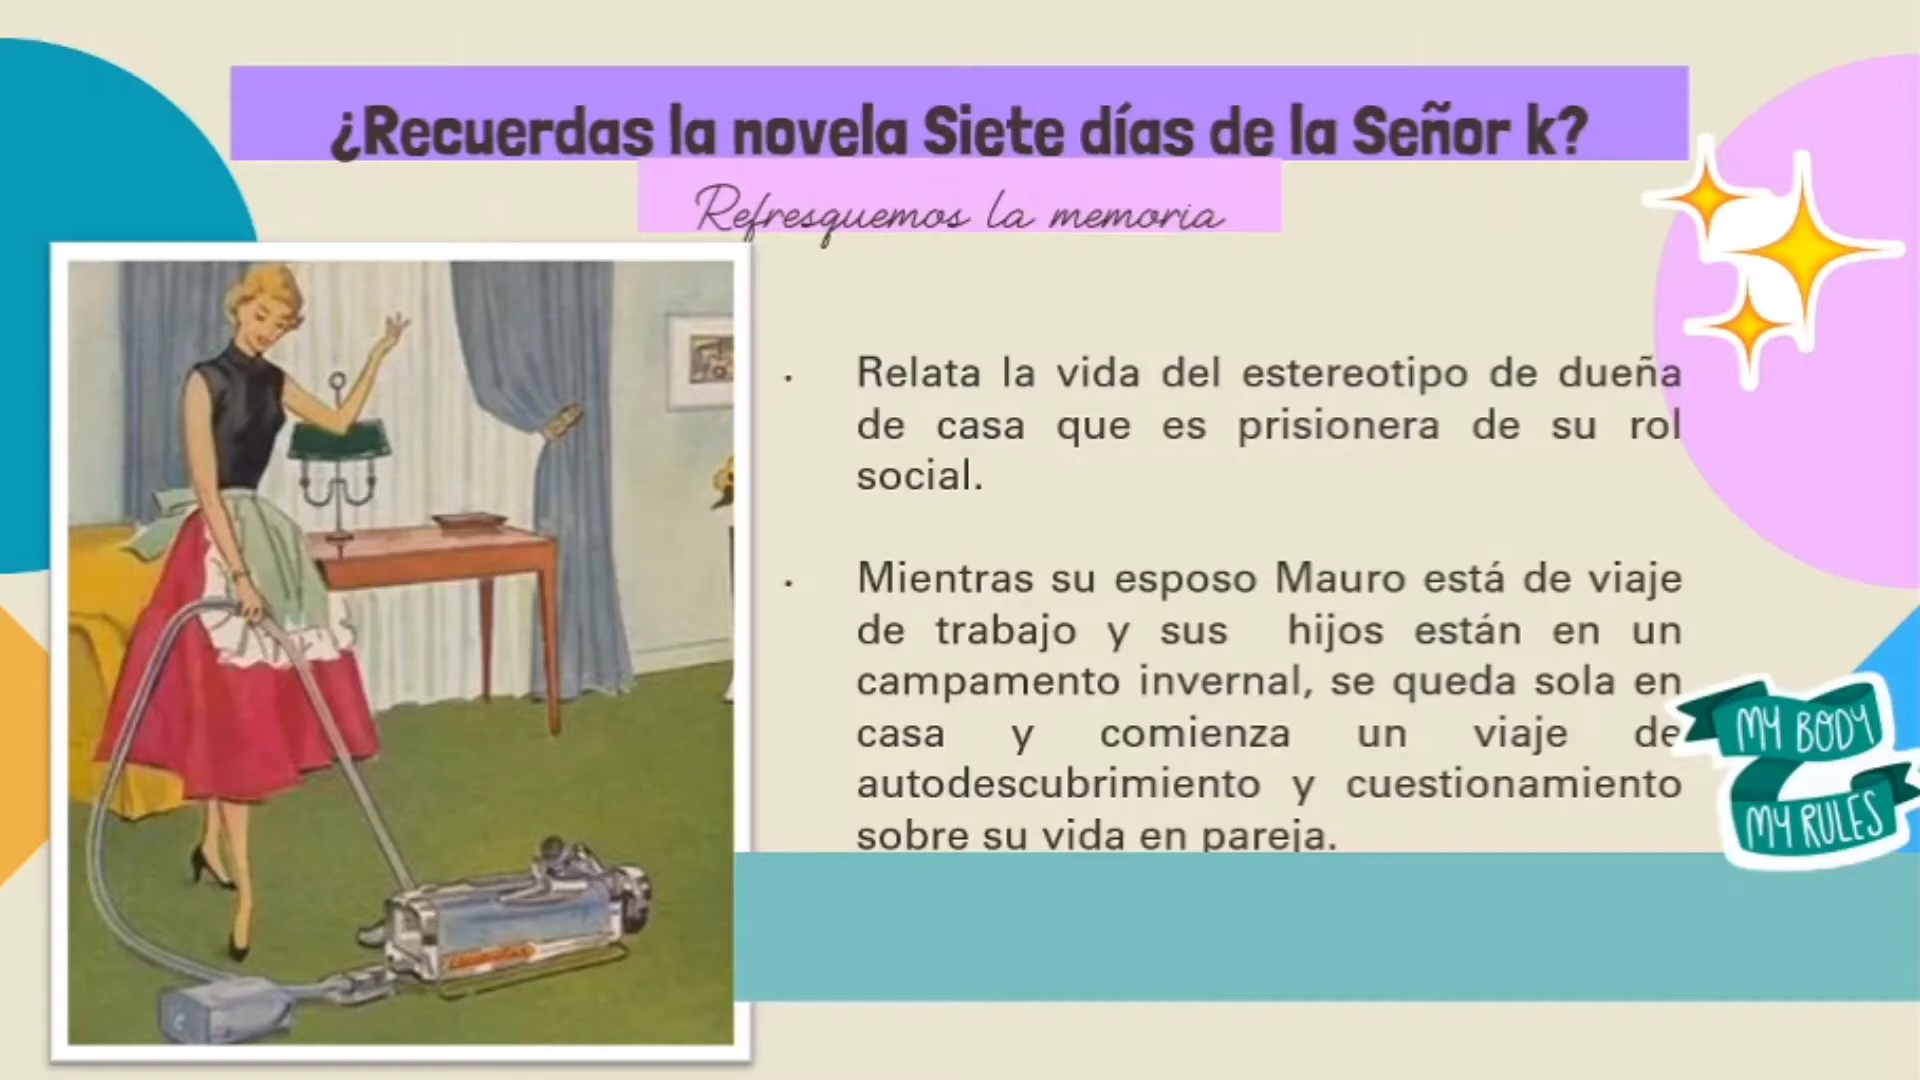 ¿Recuerdas la novela Siete días de la Señor k?
Refresquemos la memoria
· Relata la vida del estereotipo de dueña
de casa que es prisionera de su rol
social.
· Mientras su esposo Mauro está de viaje
de trabajo y sus hijos están en un
campamento invernal, se queda sola en
casa y comienza un viaje de
autodescubrimiento y cuestionamiento
sobre su vida en pareja.
MY BODY
MY RULES